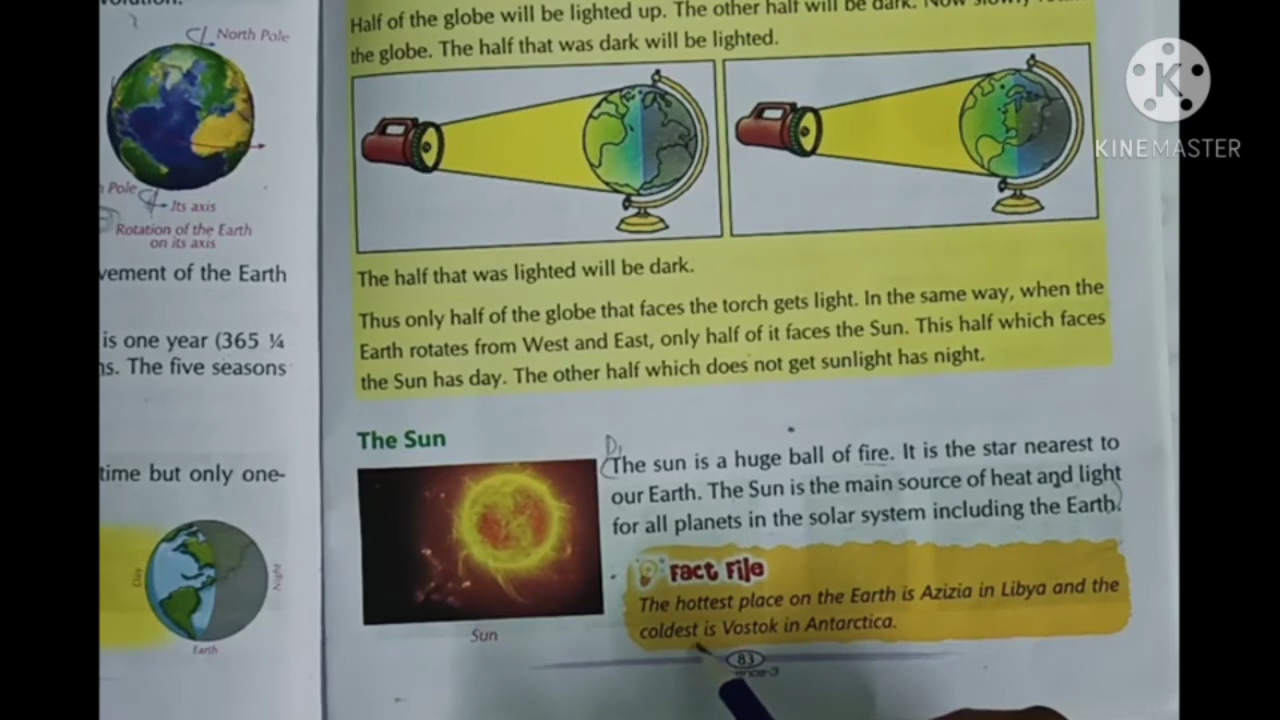 North Pole
Pole
Its axis
Rotation of the Earth
on its axis
vement of the Earth
is one year (365 ¼
The five seasons
time but only one-
Day
Night
Earth
Half of the globe will be lighted up. The other half will be dark. Now slowly
the globe. The half that was dark will be lighted.
The half that was lighted will be dark.
Thus only half of the globe that faces the torch gets light. In the same way, when the
Earth rotates from West and East, only half of it faces the Sun. This half which faces
the Sun has day. The other half which does not get sunlight has night.
The Sun
The sun is a huge ball of fire. It is the star nearest to
our Earth. The Sun is the main source of heat and light
for all planets in the solar system including the Earth.
Sun
Fact File
The hottest place on the Earth is Azizia in Libya and the
coldest is Vostok in Antarctica.
83
K
KINEMASTER